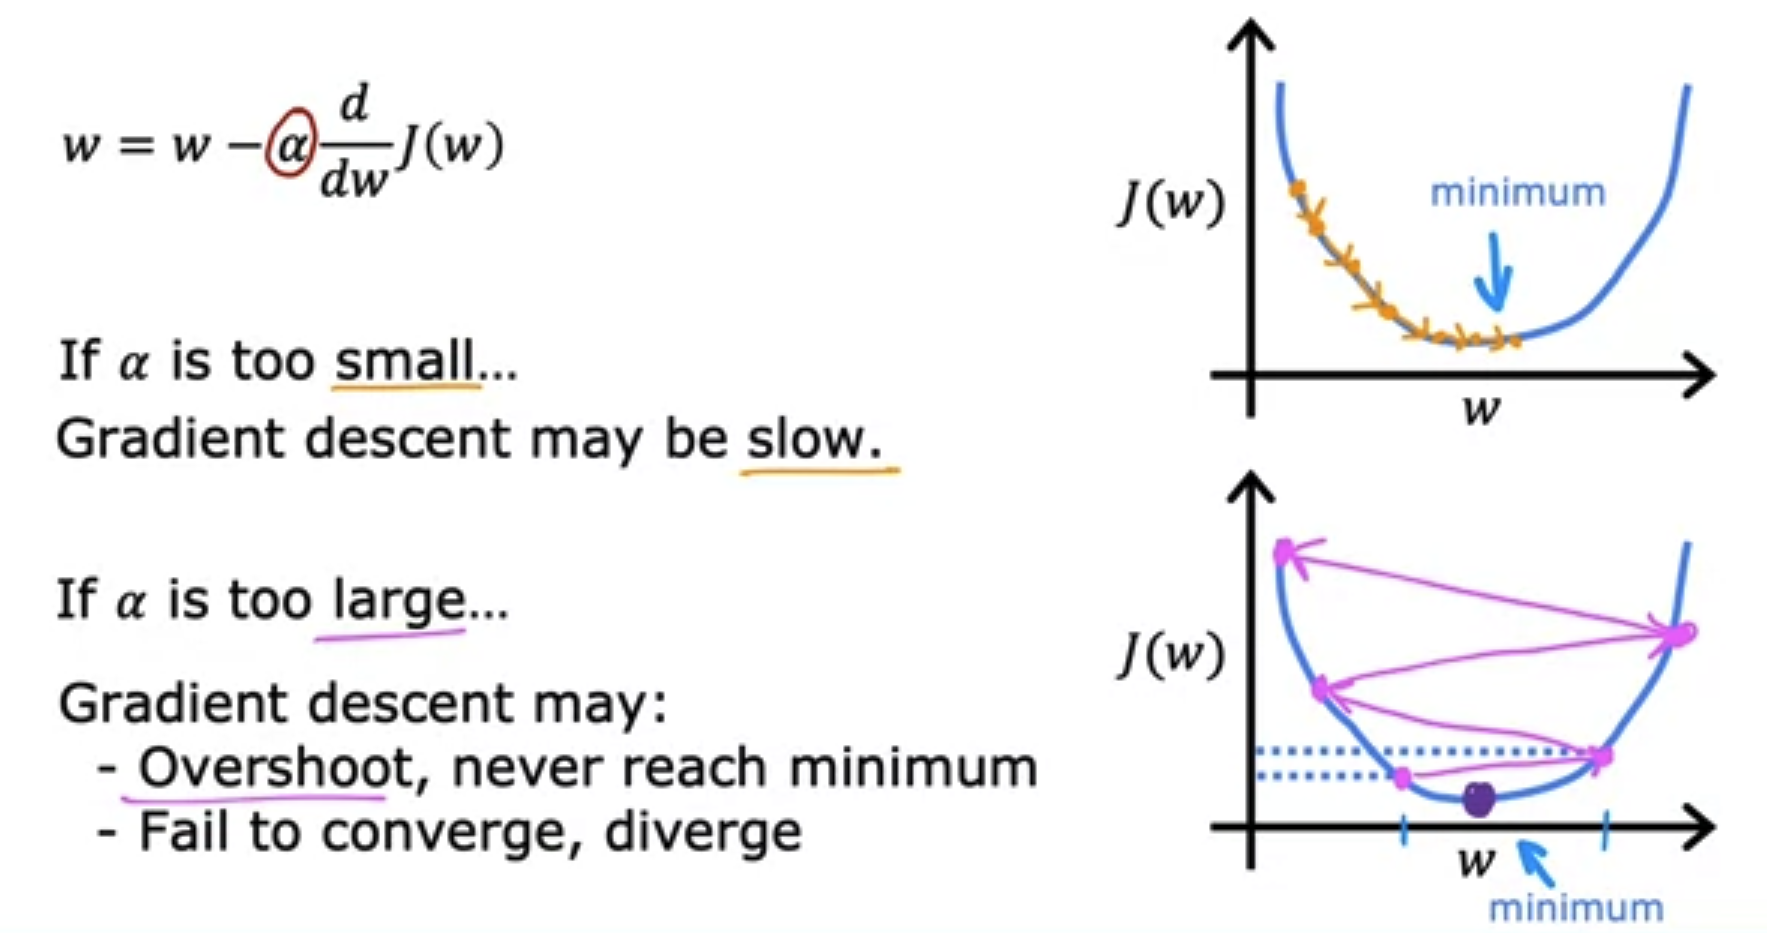 w = w − α d/dw J(w)
If α is too small...
Gradient descent may be slow.
If α is too large...
Gradient descent may:
- Overshoot, never reach minimum
- Fail to converge, diverge
J(w)
minimum
w
J(w)
w
minimum